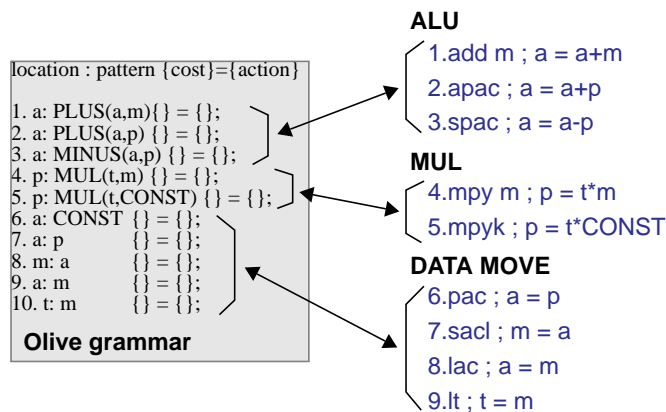 location : pattern {cost}={action}
1. a: PLUS(a,m){} = {};
2. a: PLUS(a,p) {} = {};
3. a: MINUS(a,p) {} = {};
4. p: MUL(t,m) {} = {};
5. p: MUL(t,CONST) {} = {};
6. a: CONST {} = {};
7. a: p {} = {};
8. m: a {} = {};
9. a: m {} = {};
10. t: m {} = {};
Olive grammar
ALU
1.add m ; a = a+m
2.apac ; a = a+p
3.spac ; a = a-p
MUL
4.mpy m ; p = t*m
5.mpyk ; p = t*CONST
DATA MOVE
6.pac ; a = p
7.sacl ; m = a
8.lac ; a = m
9.lt ; t = m